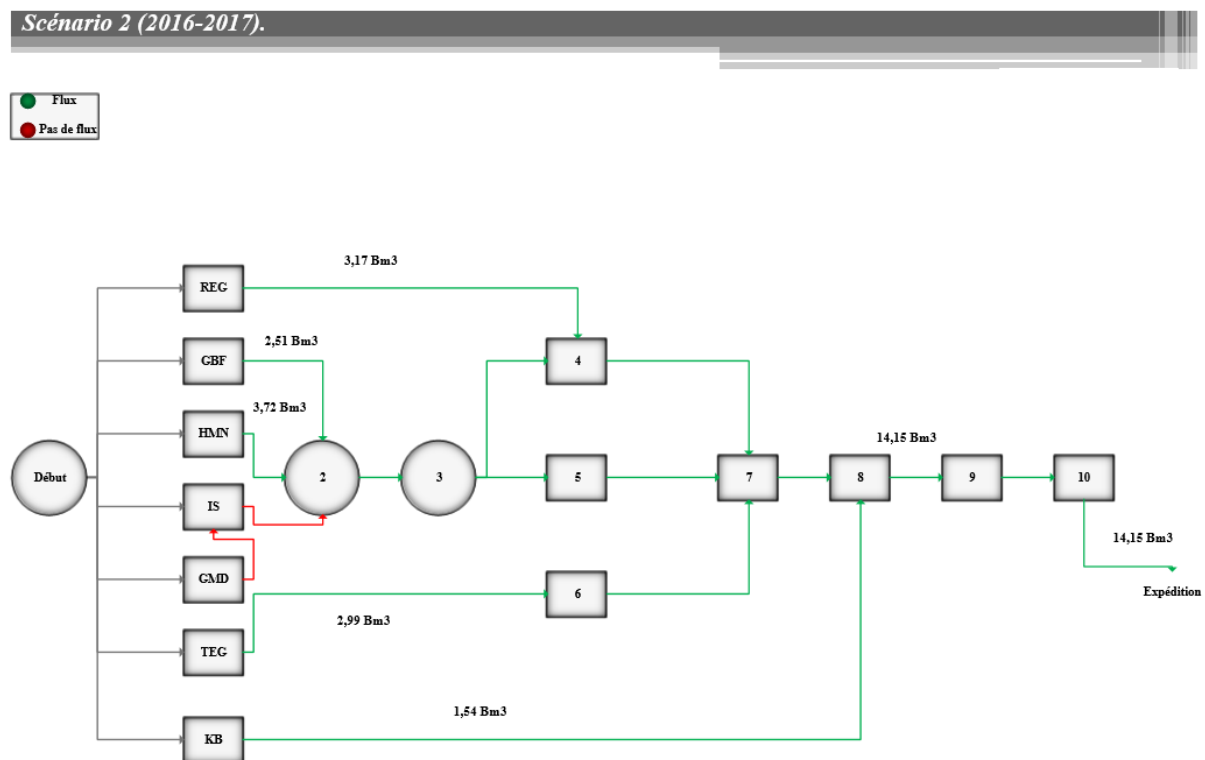 Scénario 2 (2016-2017).
Flux
Pas de flux
3,17 Bm3
REG
2,51 Bm3
GBF
4
3,72 Bm3
HMN
14,15 Bm3
Début
2
3
5
7
8
9
10
IS
14,15 Bm3
GMD
6
Expédition
2,99 Bm3
TEG
1,54 Bm3
KB